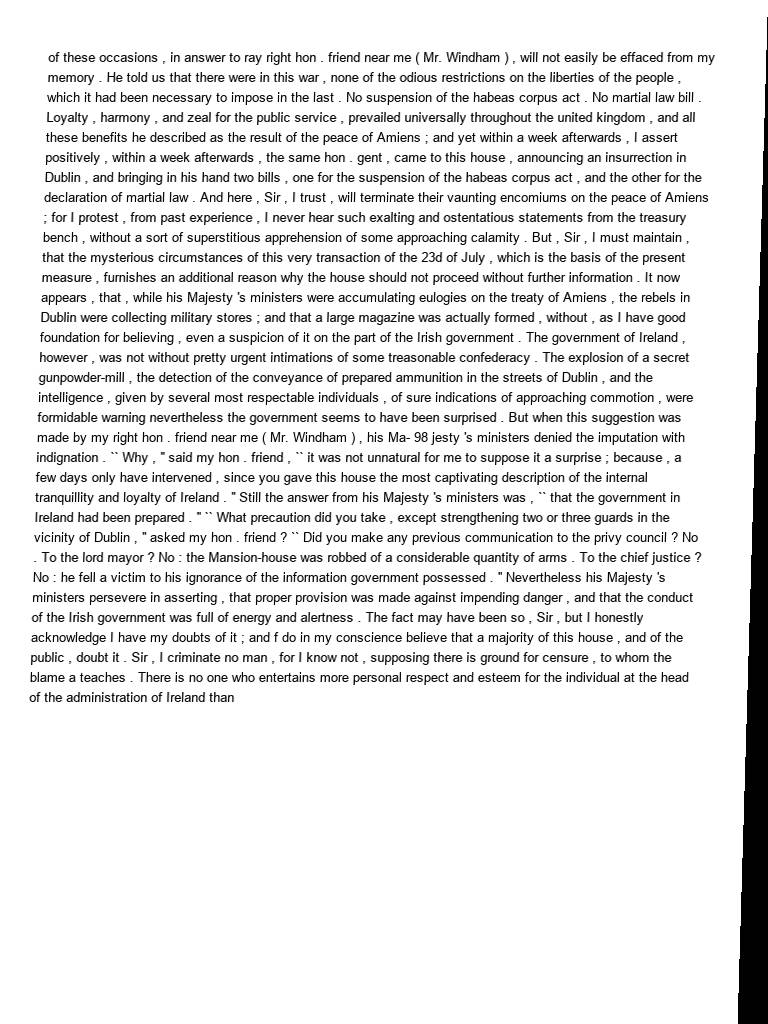 of these occasions , in answer to ray right hon . friend near me ( Mr. Windham ) , will not easily be effaced from my
memory . He told us that there were in this war , none of the odious restrictions on the liberties of the people ,
which it had been necessary to impose in the last . No suspension of the habeas corpus act . No martial law bill .
Loyalty , harmony , and zeal for the public service , prevailed universally throughout the united kingdom , and all
these benefits he described as the result of the peace of Amiens ; and yet within a week afterwards , I assert
positively , within a week afterwards , the same hon . gent , came to this house , announcing an insurrection in
Dublin , and bringing in his hand two bills , one for the suspension of the habeas corpus act , and the other for the
declaration of martial law . And here , Sir , I trust , will terminate their vaunting encomiums on the peace of Amiens
; for I protest , from past experience , I never hear such exalting and ostentatious statements from the treasury
bench , without a sort of superstitious apprehension of some approaching calamity . But , Sir , I must maintain ,
that the mysterious circumstances of this very transaction of the 23d of July , which is the basis of the present
measure , furnishes an additional reason why the house should not proceed without further information . It now
appears , that , while his Majesty 's ministers were accumulating eulogies on the treaty of Amiens , the rebels in
Dublin were collecting military stores ; and that a large magazine was actually formed , without , as I have good
foundation for believing , even a suspicion of it on the part of the Irish government . The government of Ireland ,
however , was not without pretty urgent intimations of some treasonable confederacy . The explosion of a secret
gunpowder-mill , the detection of the conveyance of prepared ammunition in the streets of Dublin , and the
intelligence , given by several most respectable individuals , of sure indications of approaching commotion , were
formidable warning nevertheless the government seems to have been surprised . But when this suggestion was
made by my right hon . friend near me ( Mr. Windham ) , his Ma- 98 jesty 's ministers denied the imputation with
indignation . `` Why , " said my hon . friend , `` it was not unnatural for me to suppose it a surprise ; because , a
few days only have intervened , since you gave this house the most captivating description of the internal
tranquillity and loyalty of Ireland . " Still the answer from his Majesty 's ministers was , `` that the government in
Ireland had been prepared . " `` What precaution did you take , except strengthening two or three guards in the
vicinity of Dublin , " asked my hon . friend ? `` Did you make any previous communication to the privy council ? No
. To the lord mayor ? No : the Mansion-house was robbed of a considerable quantity of arms . To the chief justice ?
No : he fell a victim to his ignorance of the information government possessed . " Nevertheless his Majesty 's
ministers persevere in asserting , that proper provision was made against impending danger , and that the conduct
of the Irish government was full of energy and alertness . The fact may have been so , Sir , but I honestly
acknowledge I have my doubts of it ; and f do in my conscience believe that a majority of this house , and of the
public , doubt it . Sir , I criminate no man , for I know not , supposing there is ground for censure , to whom the
blame a teaches . There is no one who entertains more personal respect and esteem for the individual at the head
of the administration of Ireland than